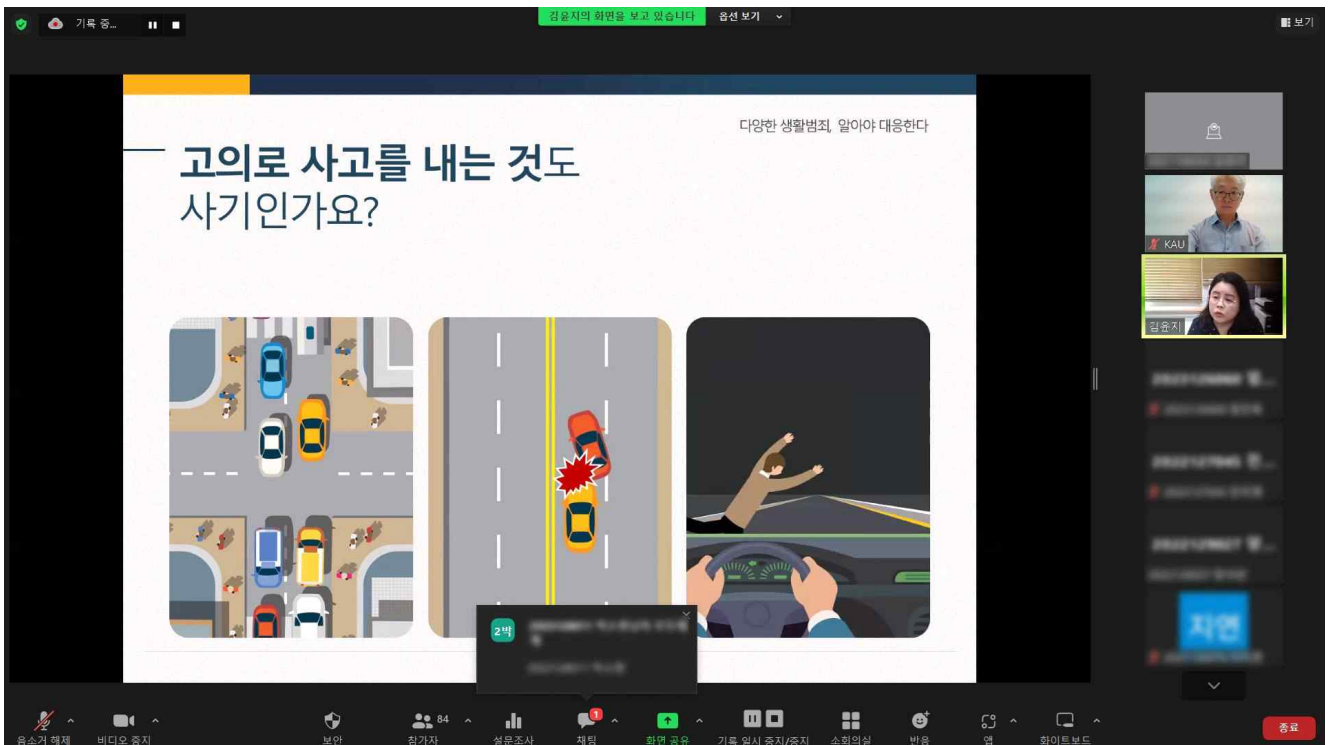 기록 중...
김윤지의 화면을 보고 있습니다
옵션 보기
보기
다양한 생활범죄, 알아야 대응한다
고의로 사고를 내는 것도
사기인가요?
KAU
김윤지
지연
2박
음소거 해제
비디오 중지
보안
84
참가자
설문조사
1
채팅
화면 공유
기록 일시 중지/중지
소회의실
반응
앱
화이트보드
종료